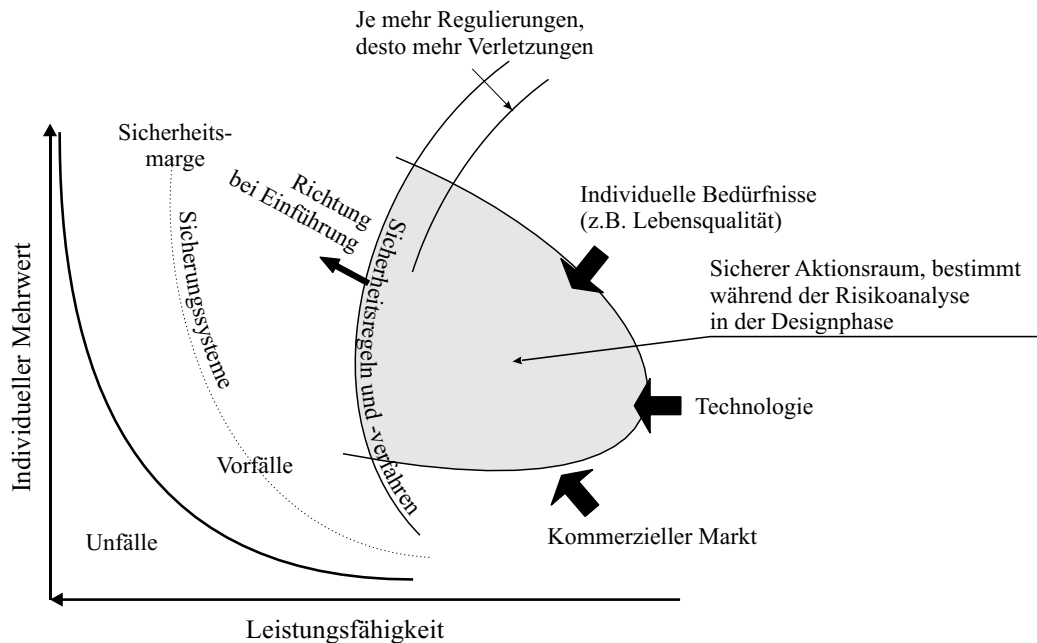 Je mehr Regulierungen,
desto mehr Verletzungen
Sicherheits-
marge
Richtung
bei Einführung
Individuelle Bedürfnisse
(z.B. Lebensqualität)
Sicherer Aktionsraum, bestimmt
während der Risikoanalyse
in der Designphase
Sicherungssysteme
Sicherheitsregeln und -verfahren
Individueller Mehrwert
Technologie
Vorfälle
Kommerzieller Markt
Unfälle
Leistungsfähigkeit